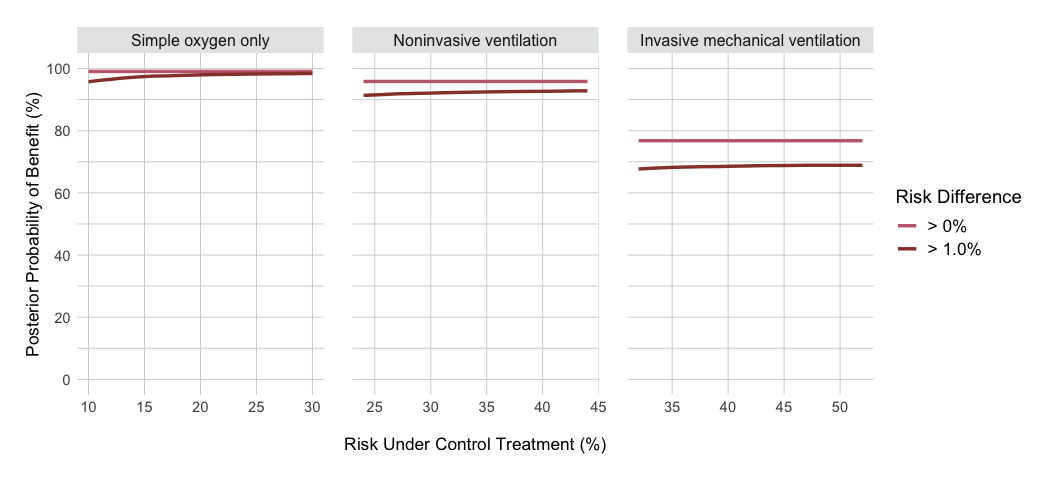 Simple oxygen only
Noninvasive ventilation
Invasive mechanical ventilation
Posterior Probability of Benefit (%)
100
80
60
40
20
0
10 15 20 25 30
25 30 35 40 45
35 40 45 50
Risk Under Control Treatment (%)
Risk Difference
> 0%
> 1.0%